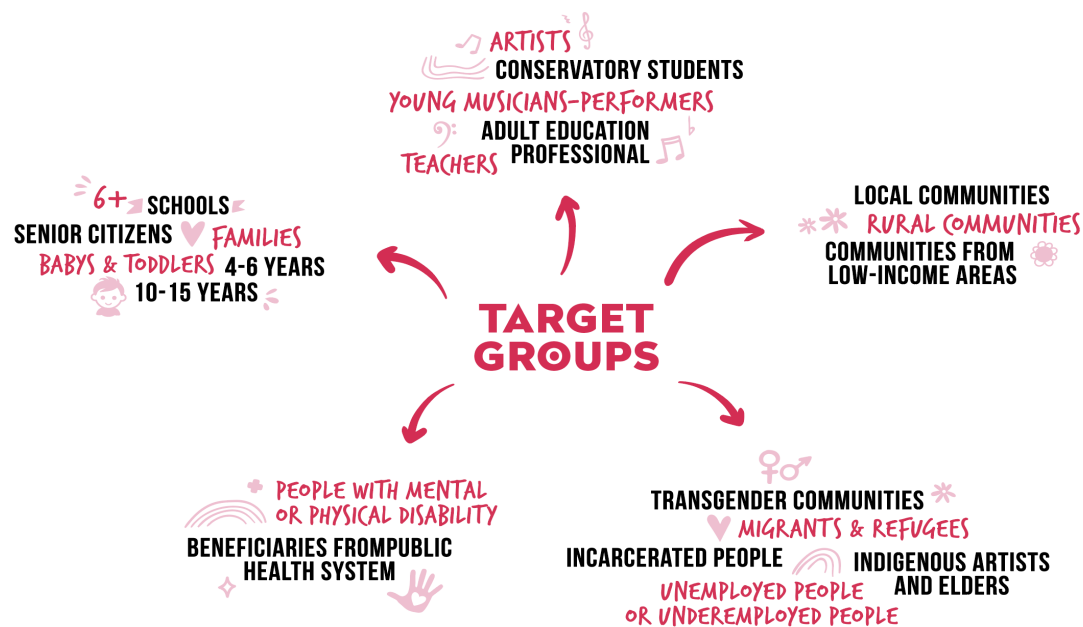 ARTISTS
CONSERVATORY STUDENTS
YOUNG MUSICIANS-PERFORMERS
ADULT EDUCATION
PROFESSIONAL
TEACHERS
6+
SCHOOLS
SENIOR CITIZENS
FAMILIES
BABYS & TODDLERS
4-6 YEARS
10-15 YEARS
LOCAL COMMUNITIES
RURAL COMMUNITIES
COMMUNITIES FROM
LOW-INCOME AREAS
TARGET
GROUPS
PEOPLE WITH MENTAL
OR PHYSICAL DISABILITY
BENEFICIARIES FROMPUBLIC
HEALTH SYSTEM
TRANSGENDER COMMUNITIES
MIGRANTS & REFUGEES
INCARCERATED PEOPLE
INDIGENOUS ARTISTS
AND ELDERS
UNEMPLOYED PEOPLE
OR UNDEREMPLOYED PEOPLE